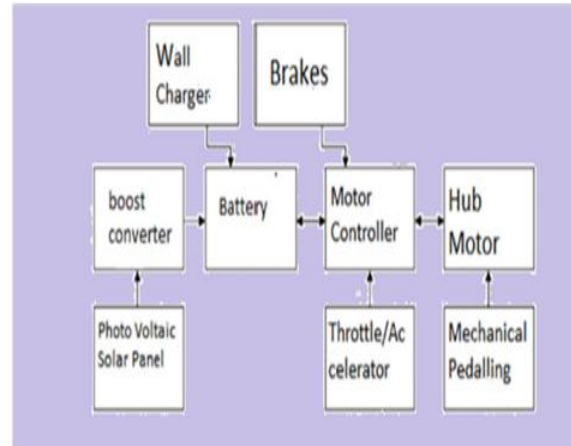 Wall
Charger
Brakes
boost
converter
Battery
Motor
Controller
Hub
Motor
Photo Voltaic
Solar Panel
Throttle/Ac
celerator
Mechanical
Pedalling